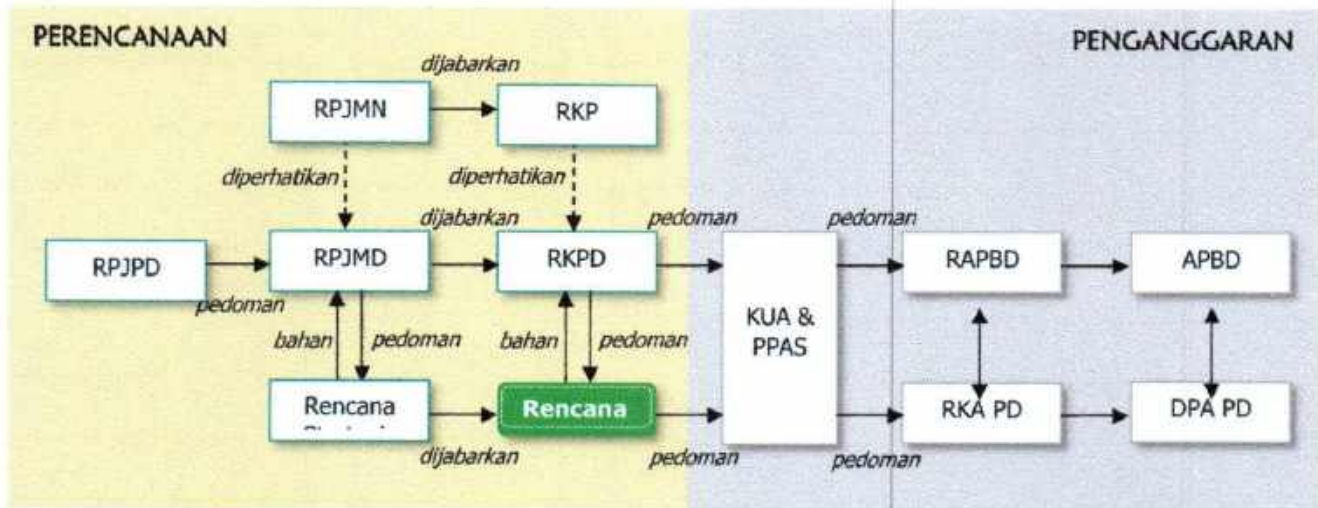 PERENCANAAN
PENGANGGARAN
dijabarkan
RPJMN
RKP
diperhatikan
diperhatikan
dijabarkan
pedoman
pedoman
RPJPD
RPJMD
RKPD
RAPBD
APBD
pedoman
KUA &
PPAS
bahan
pedoman
bahan
pedoman
Rencana
Rencana
RKA PD
DPA PD
dijabarkan
pedoman
pedoman